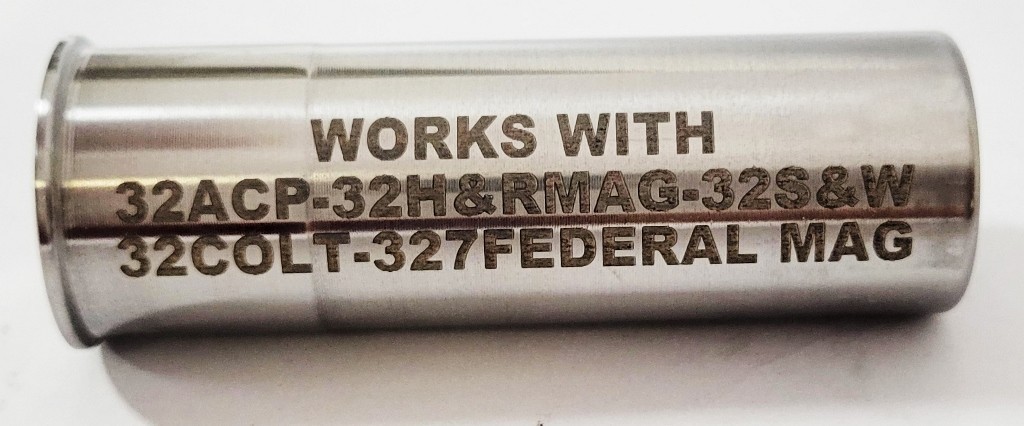 WORKS WITH
32ACP-32H&RMAG-32S&W
32COLT-327FEDERAL MAG